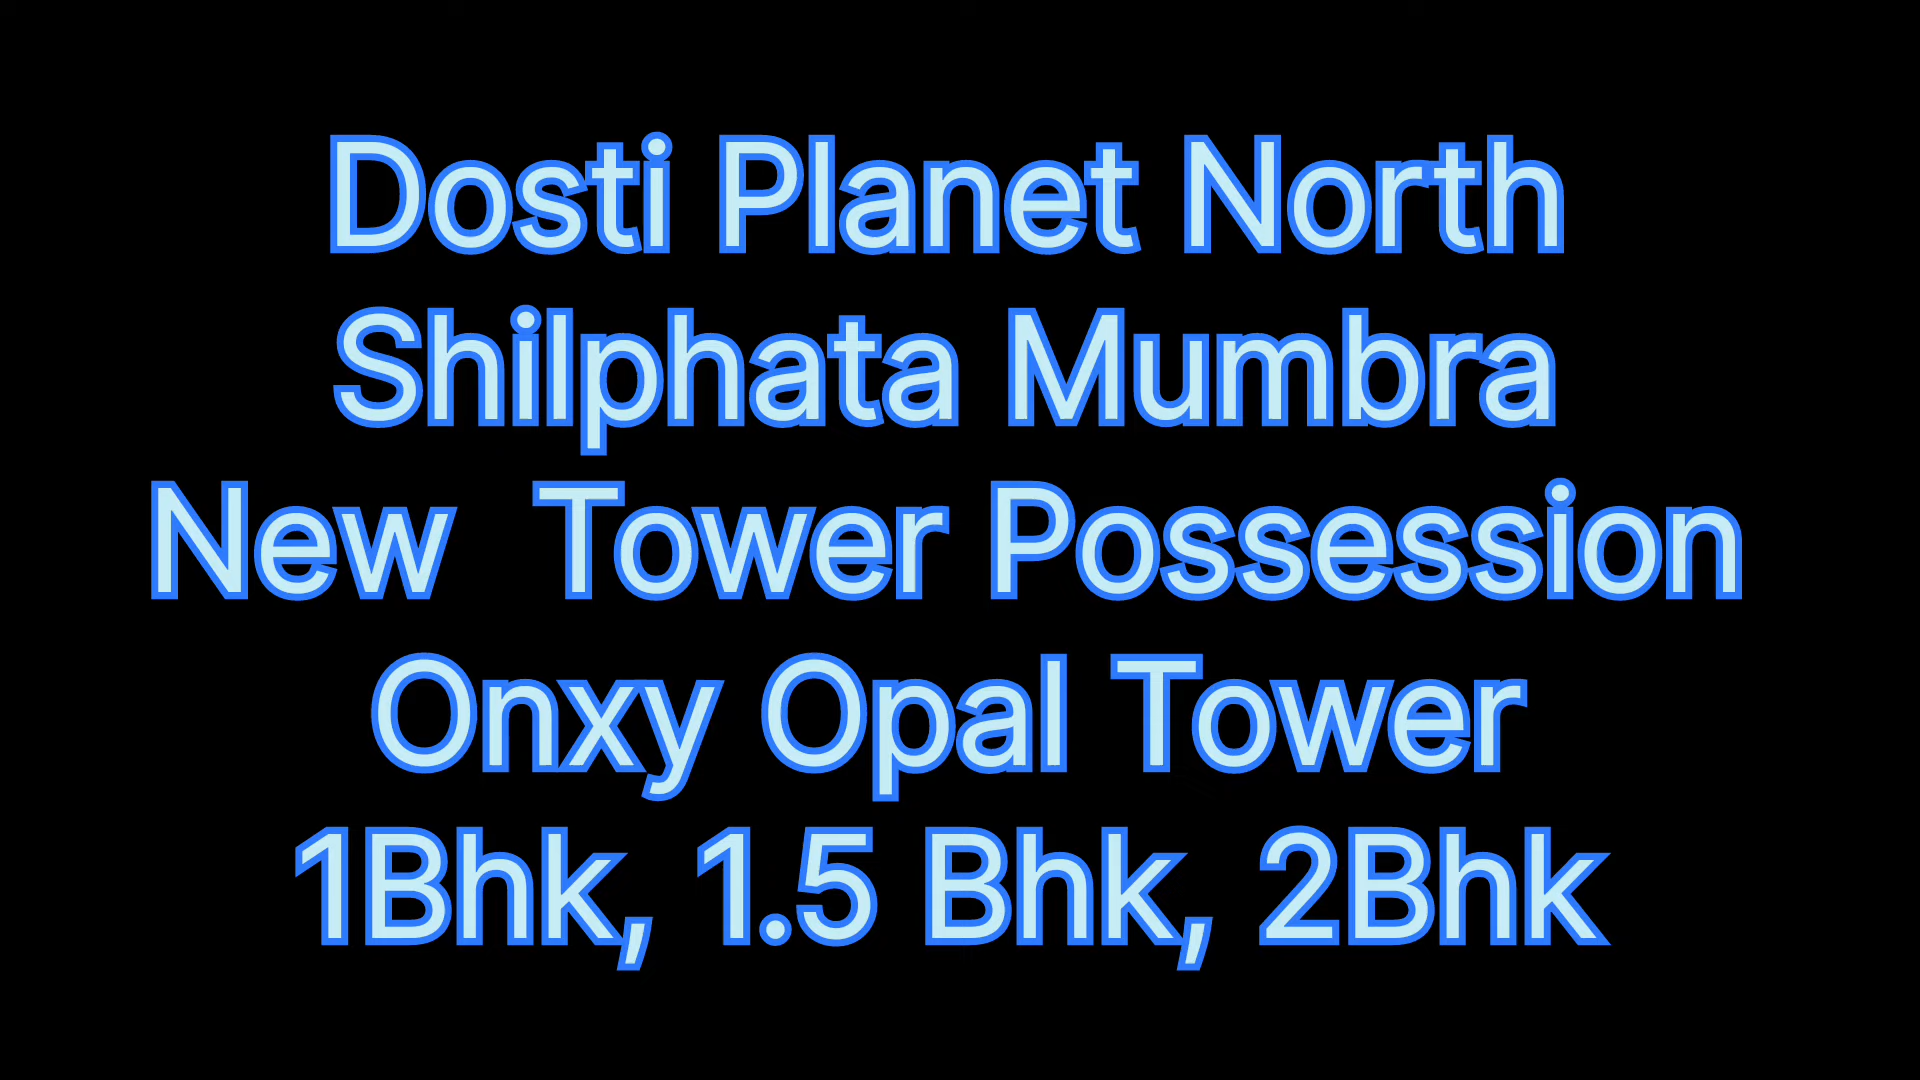 Dosti Planet North
Shilphata Mumbra
New  Tower Possession
Onxy Opal Tower
1Bhk, 1.5 Bhk, 2Bhk